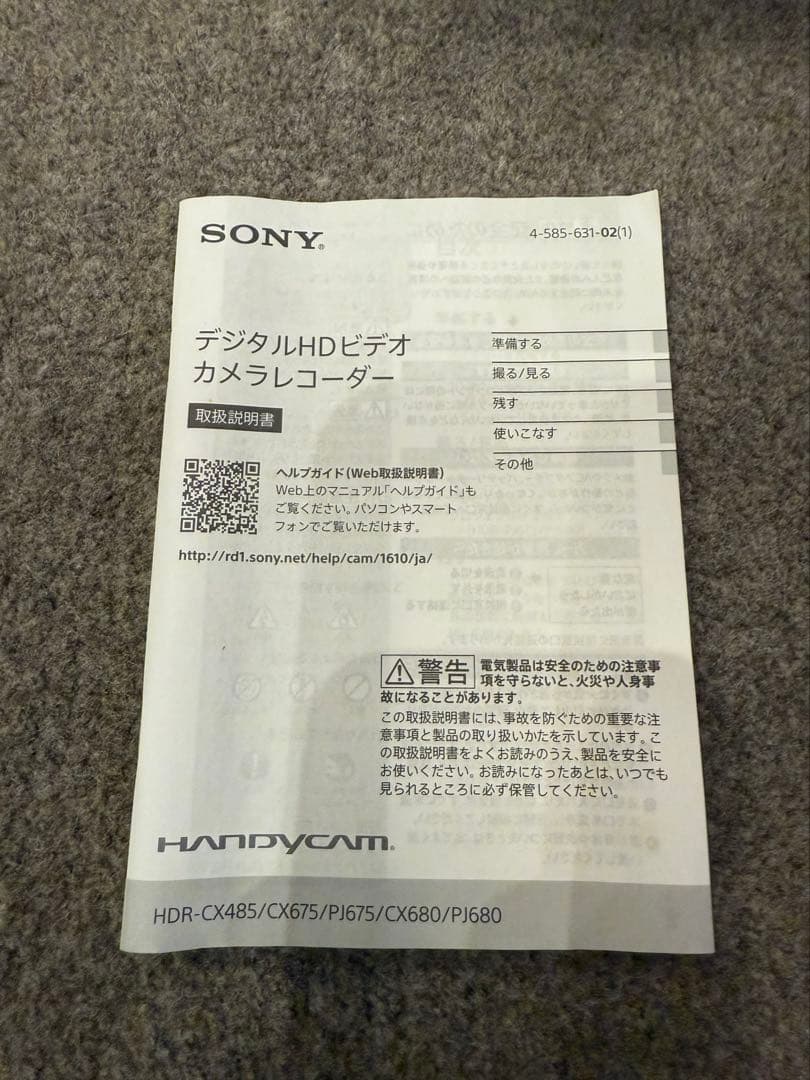 SONY®
4-585-631-02(1)
デジタルHDビデオ
カメラレコーダー
取扱説明書
準備する
撮る/見る
残す
使いこなす
その他
ヘルプガイド(Web取扱説明書)
Web上のマニュアル「ヘルプガイド」も
ご覧ください。パソコンやスマート
フォンでご覧いただけます。
http://rd1.sony.net/help/cam/1610/ja/
警告 電気製品は安全のための注意事
項を守らないと、火災や人身事
故になることがあります。
この取扱説明書には、事故を防ぐための重要な注
意事項と製品の取り扱いかたを示しています。こ
の取扱説明書をよくお読みのうえ、製品を安全に
お使いください。お読みになったあとは、いつでも
見られるところに必ず保管してください。
HANDYCAM®
HDR-CX485/CX675/PJ675/CX680/PJ680